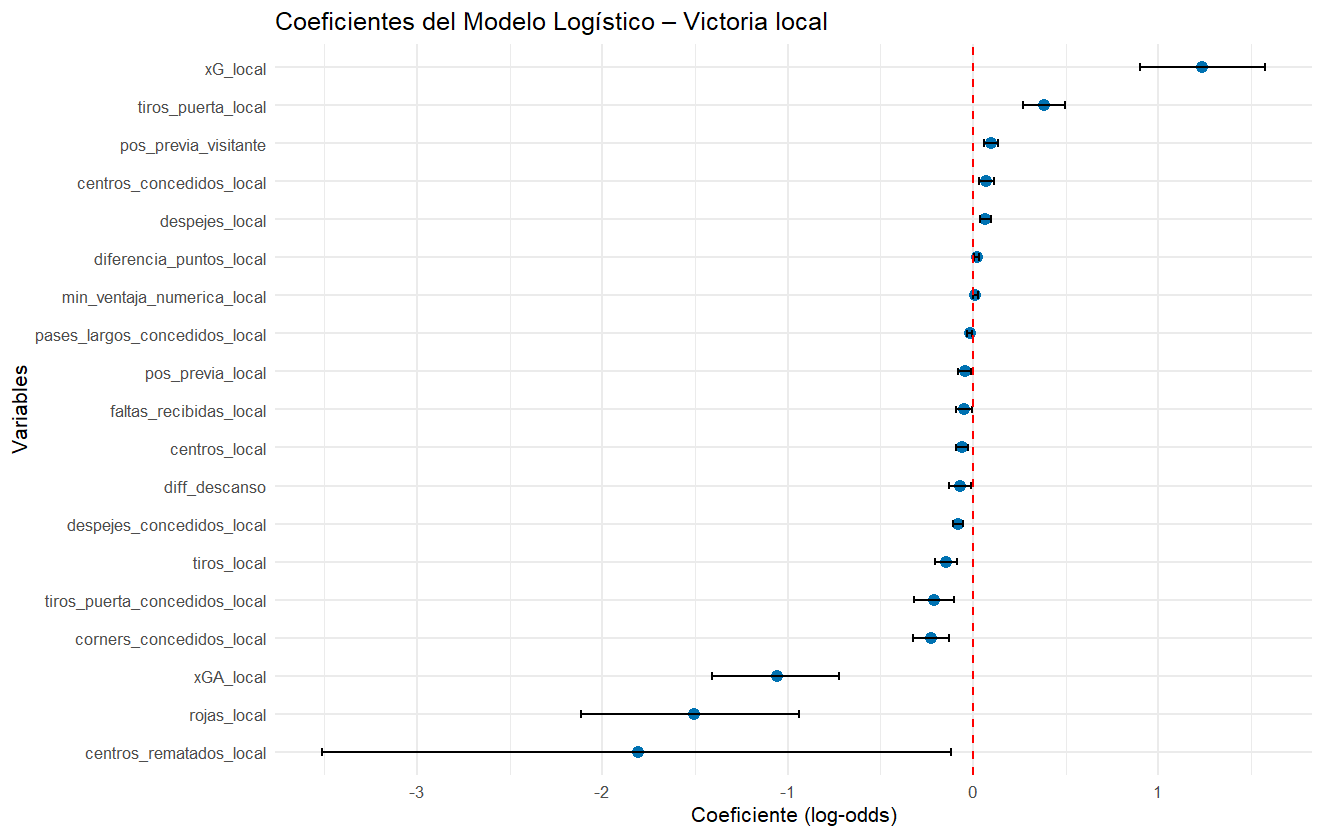 Coeficientes del Modelo Logístico – Victoria local
Variables
xG_local
tiros_puerta_local
pos_previa_visitante
centros_concedidos_local
despejes_local
diferencia_puntos_local
min_ventaja_numerica_local
pases_largos_concedidos_local
pos_previa_local
faltas_recibidas_local
centros_local
diff_descanso
despejes_concedidos_local
tiros_local
tiros_puerta_concedidos_local
corners_concedidos_local
xGA_local
rojas_local
centros_rematados_local
-3 -2 -1 0 1
Coeficiente (log-odds)